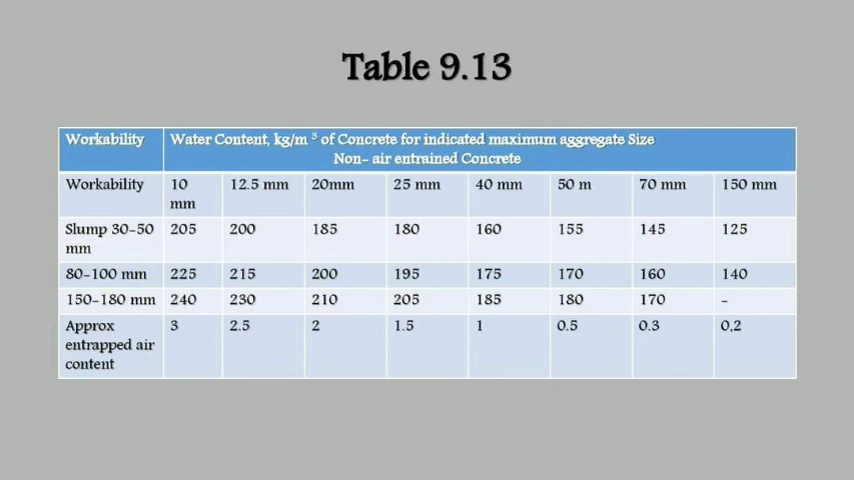 Table 9.13
Workability Water Content, kg/m ³ of Concrete for indicated maximum aggregate Size
Non- air entrained Concrete
Workability 10 mm 12.5 mm 20mm 25 mm 40 mm 50 m 70 mm 150 mm
Slump 30-50 mm 205 200 185 180 160 155 145 125
80-100 mm 225 215 200 195 175 170 160 140
150-180 mm 240 230 210 205 185 180 170 -
Approx entrapped air content 3 2.5 2 1.5 1 0.5 0.3 0,2